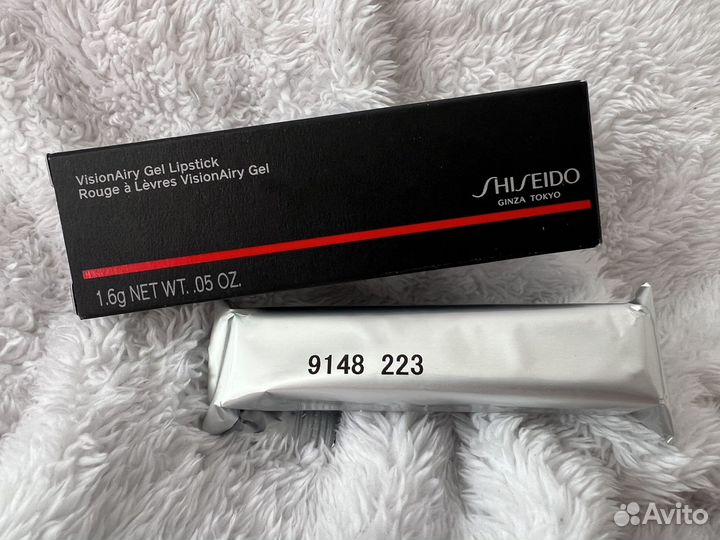 VisionAiry Gel Lipstick
Rouge à Lèvres VisionAiry Gel
SHISEIDO
GINZA TOKYO
1.6g NET WT. .05 OZ.
9148 223
Avito